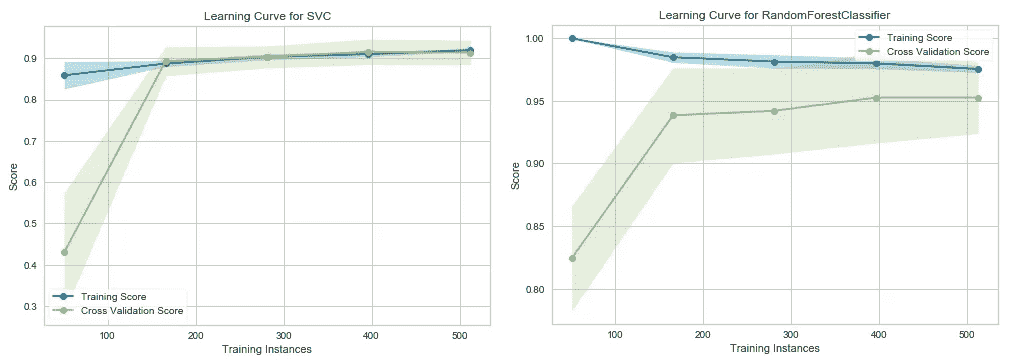 Learning Curve for SVC
Score
0.9
0.8
0.7
0.6
0.5
0.4
0.3
Training Score
Cross Validation Score
100
200
300
400
500
Training Instances
Learning Curve for RandomForestClassifier
Score
1.00
0.95
0.90
0.85
0.80
Training Score
Cross Validation Score
100
200
300
400
500
Training Instances